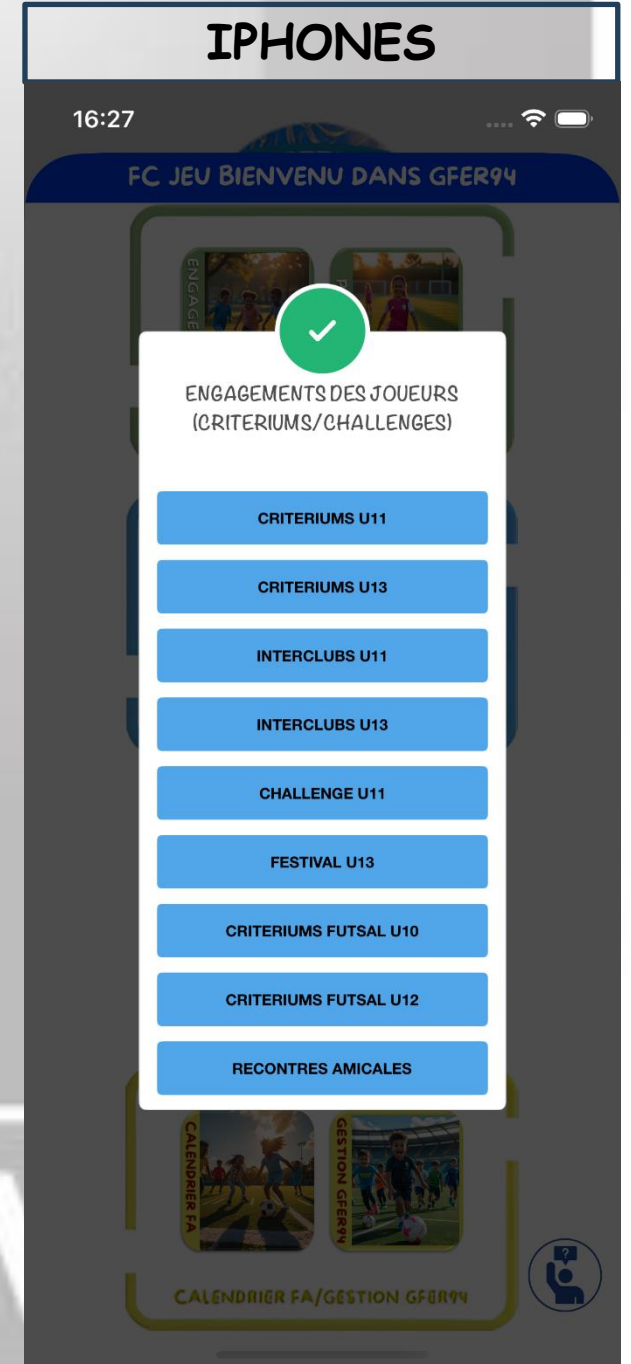 IPHONES
16:27
FC JEU BIENVENU DANS GFER94
ENGAGE
ENGAGEMENTS DES JOUEURS
(CRITERIUMS/CHALLENGES)
CRITERIUMS U11
CRITERIUMS U13
INTERCLUBS U11
INTERCLUBS U13
CHALLENGE U11
FESTIVAL U13
CRITERIUMS FUTSAL U10
CRITERIUMS FUTSAL U12
RECONTRES AMICALES
CALENDRIER FA
GESTION GFER94
?
CALENDRIER FA/GESTION GFER94